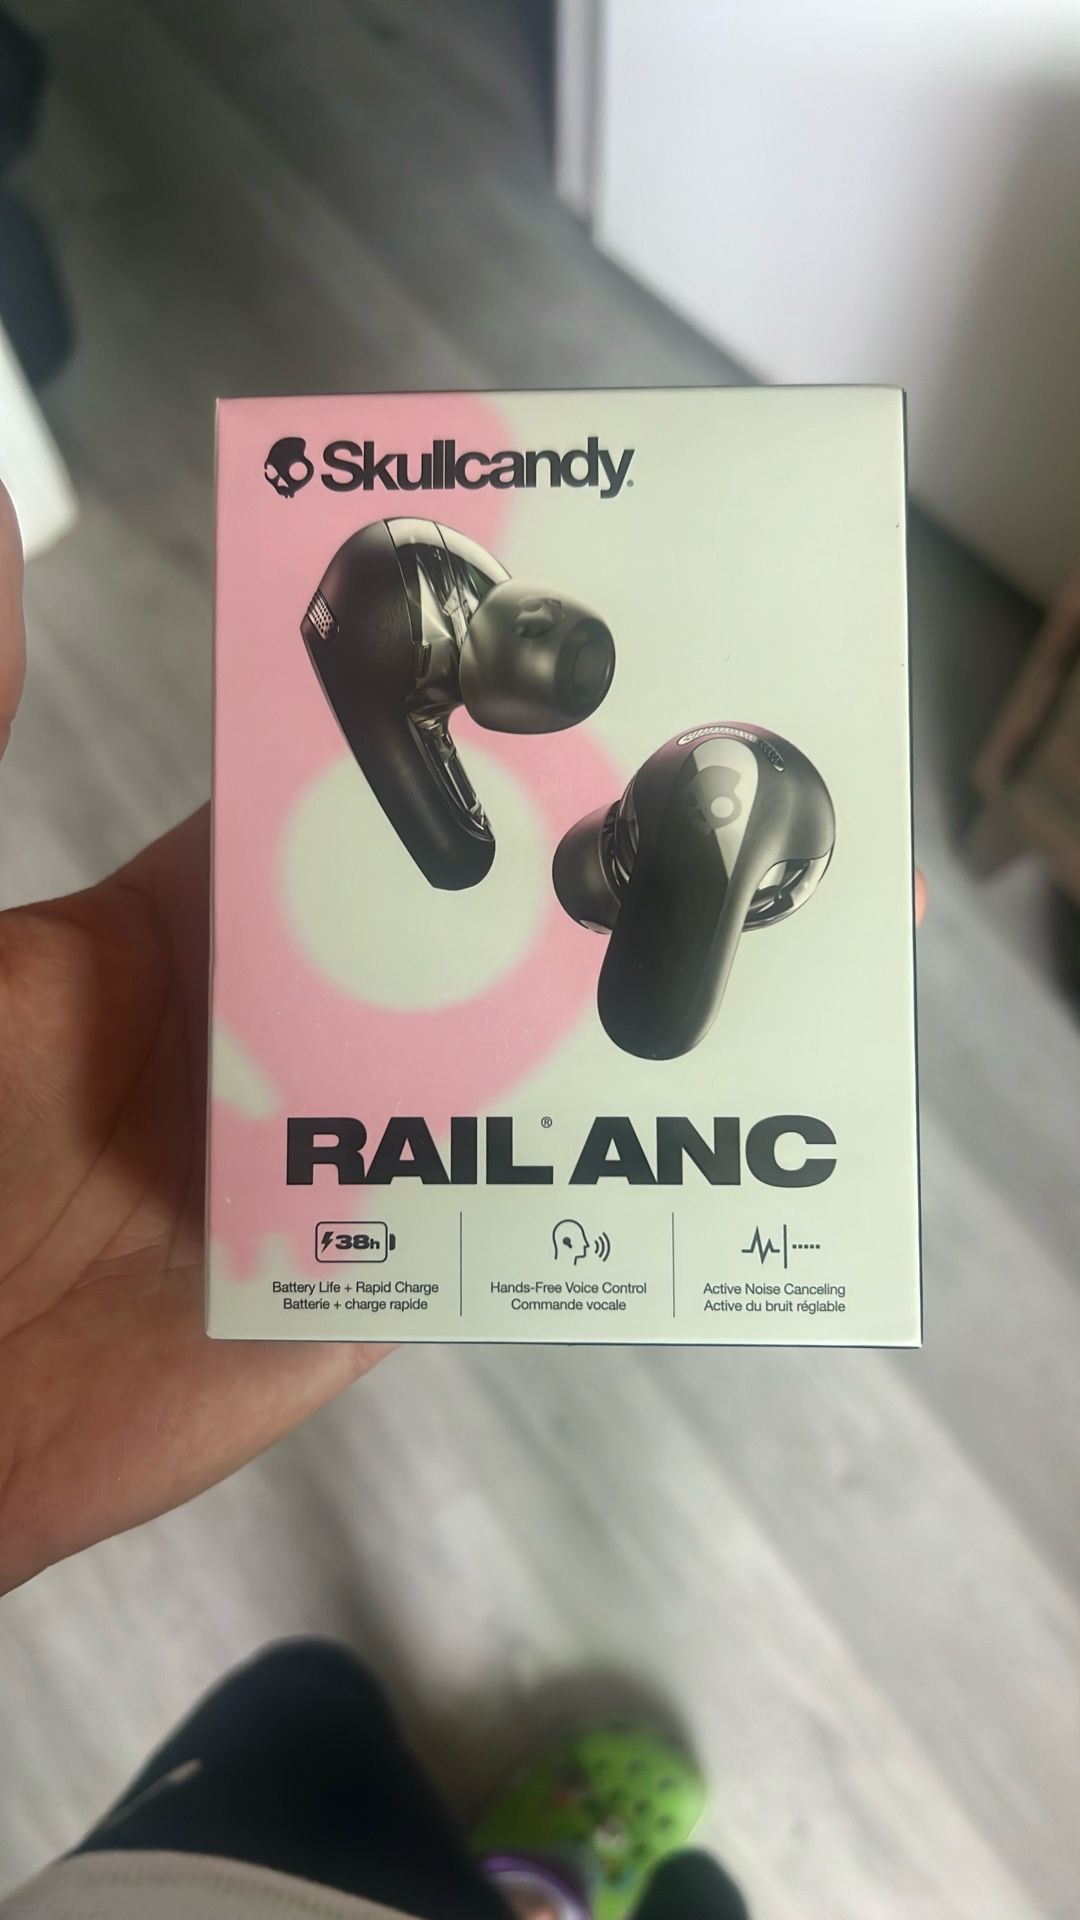 Skullcandy®
RAIL® ANC
38h
Battery Life + Rapid Charge
Batterie + charge rapide
Hands-Free Voice Control
Commande vocale
Active Noise Canceling
Active du bruit réglable